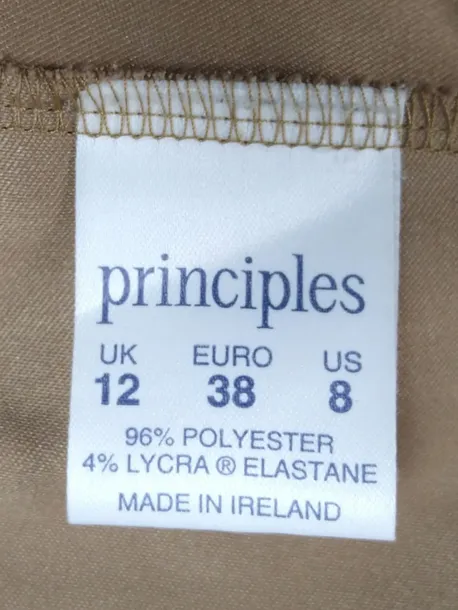 principles
UK EURO US
12 38 8
96% POLYESTER
4% LYCRA ® ELASTANE
MADE IN IRELAND